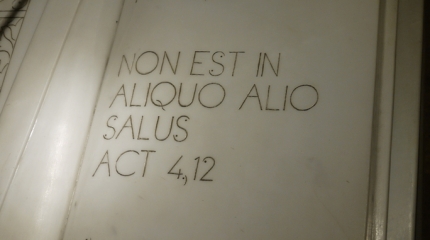 NON EST IN
ALIQUO ALIO
SALUS
ACT 4,12